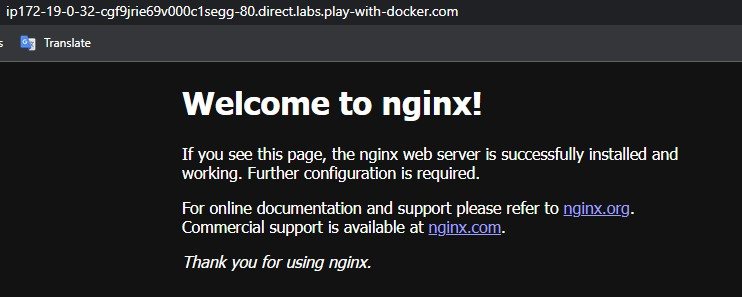 ip172-19-0-32-cgf9jrie69v000c1segg-80.direct.labs.play-with-docker.com
s Translate
Welcome to nginx!
If you see this page, the nginx web server is successfully installed and
working. Further configuration is required.
For online documentation and support please refer to nginx.org.
Commercial support is available at nginx.com.
Thank you for using nginx.